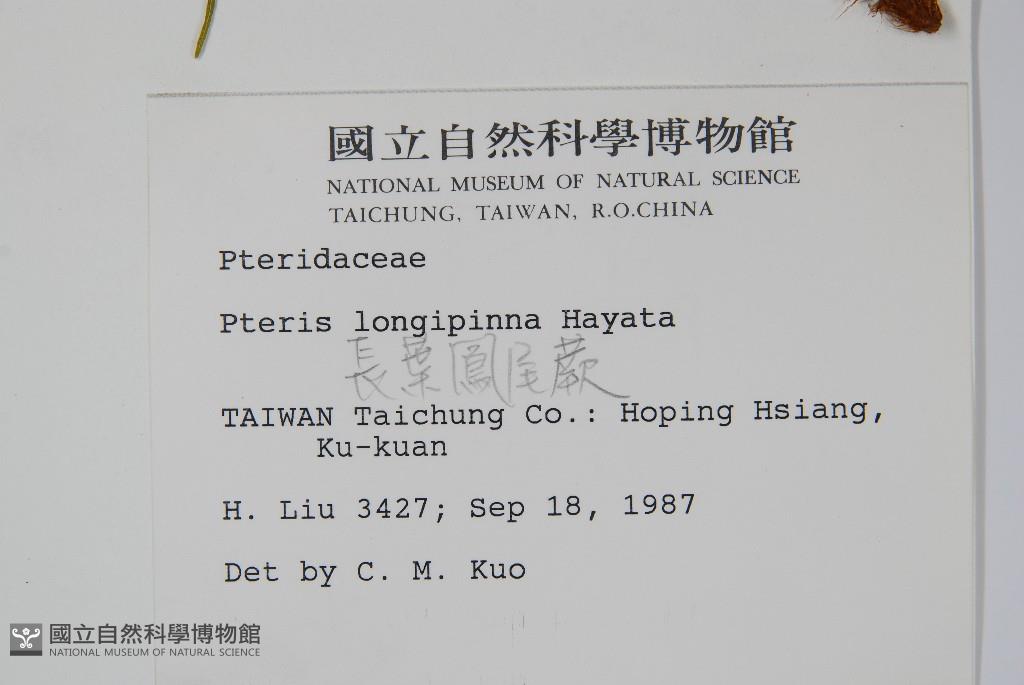 國立自然科學博物館
NATIONAL MUSEUM OF NATURAL SCIENCE
TAICHUNG, TAIWAN, R.O.CHINA
Pteridaceae
Pteris longipinna Hayata
長葉鳳尾蕨
TAIWAN Taichung Co.: Hoping Hsiang,
Ku-kuan
H. Liu 3427; Sep 18, 1987
Det by C. M. Kuo
國立自然科學博物館
NATIONAL MUSEUM OF NATURAL SCIENCE